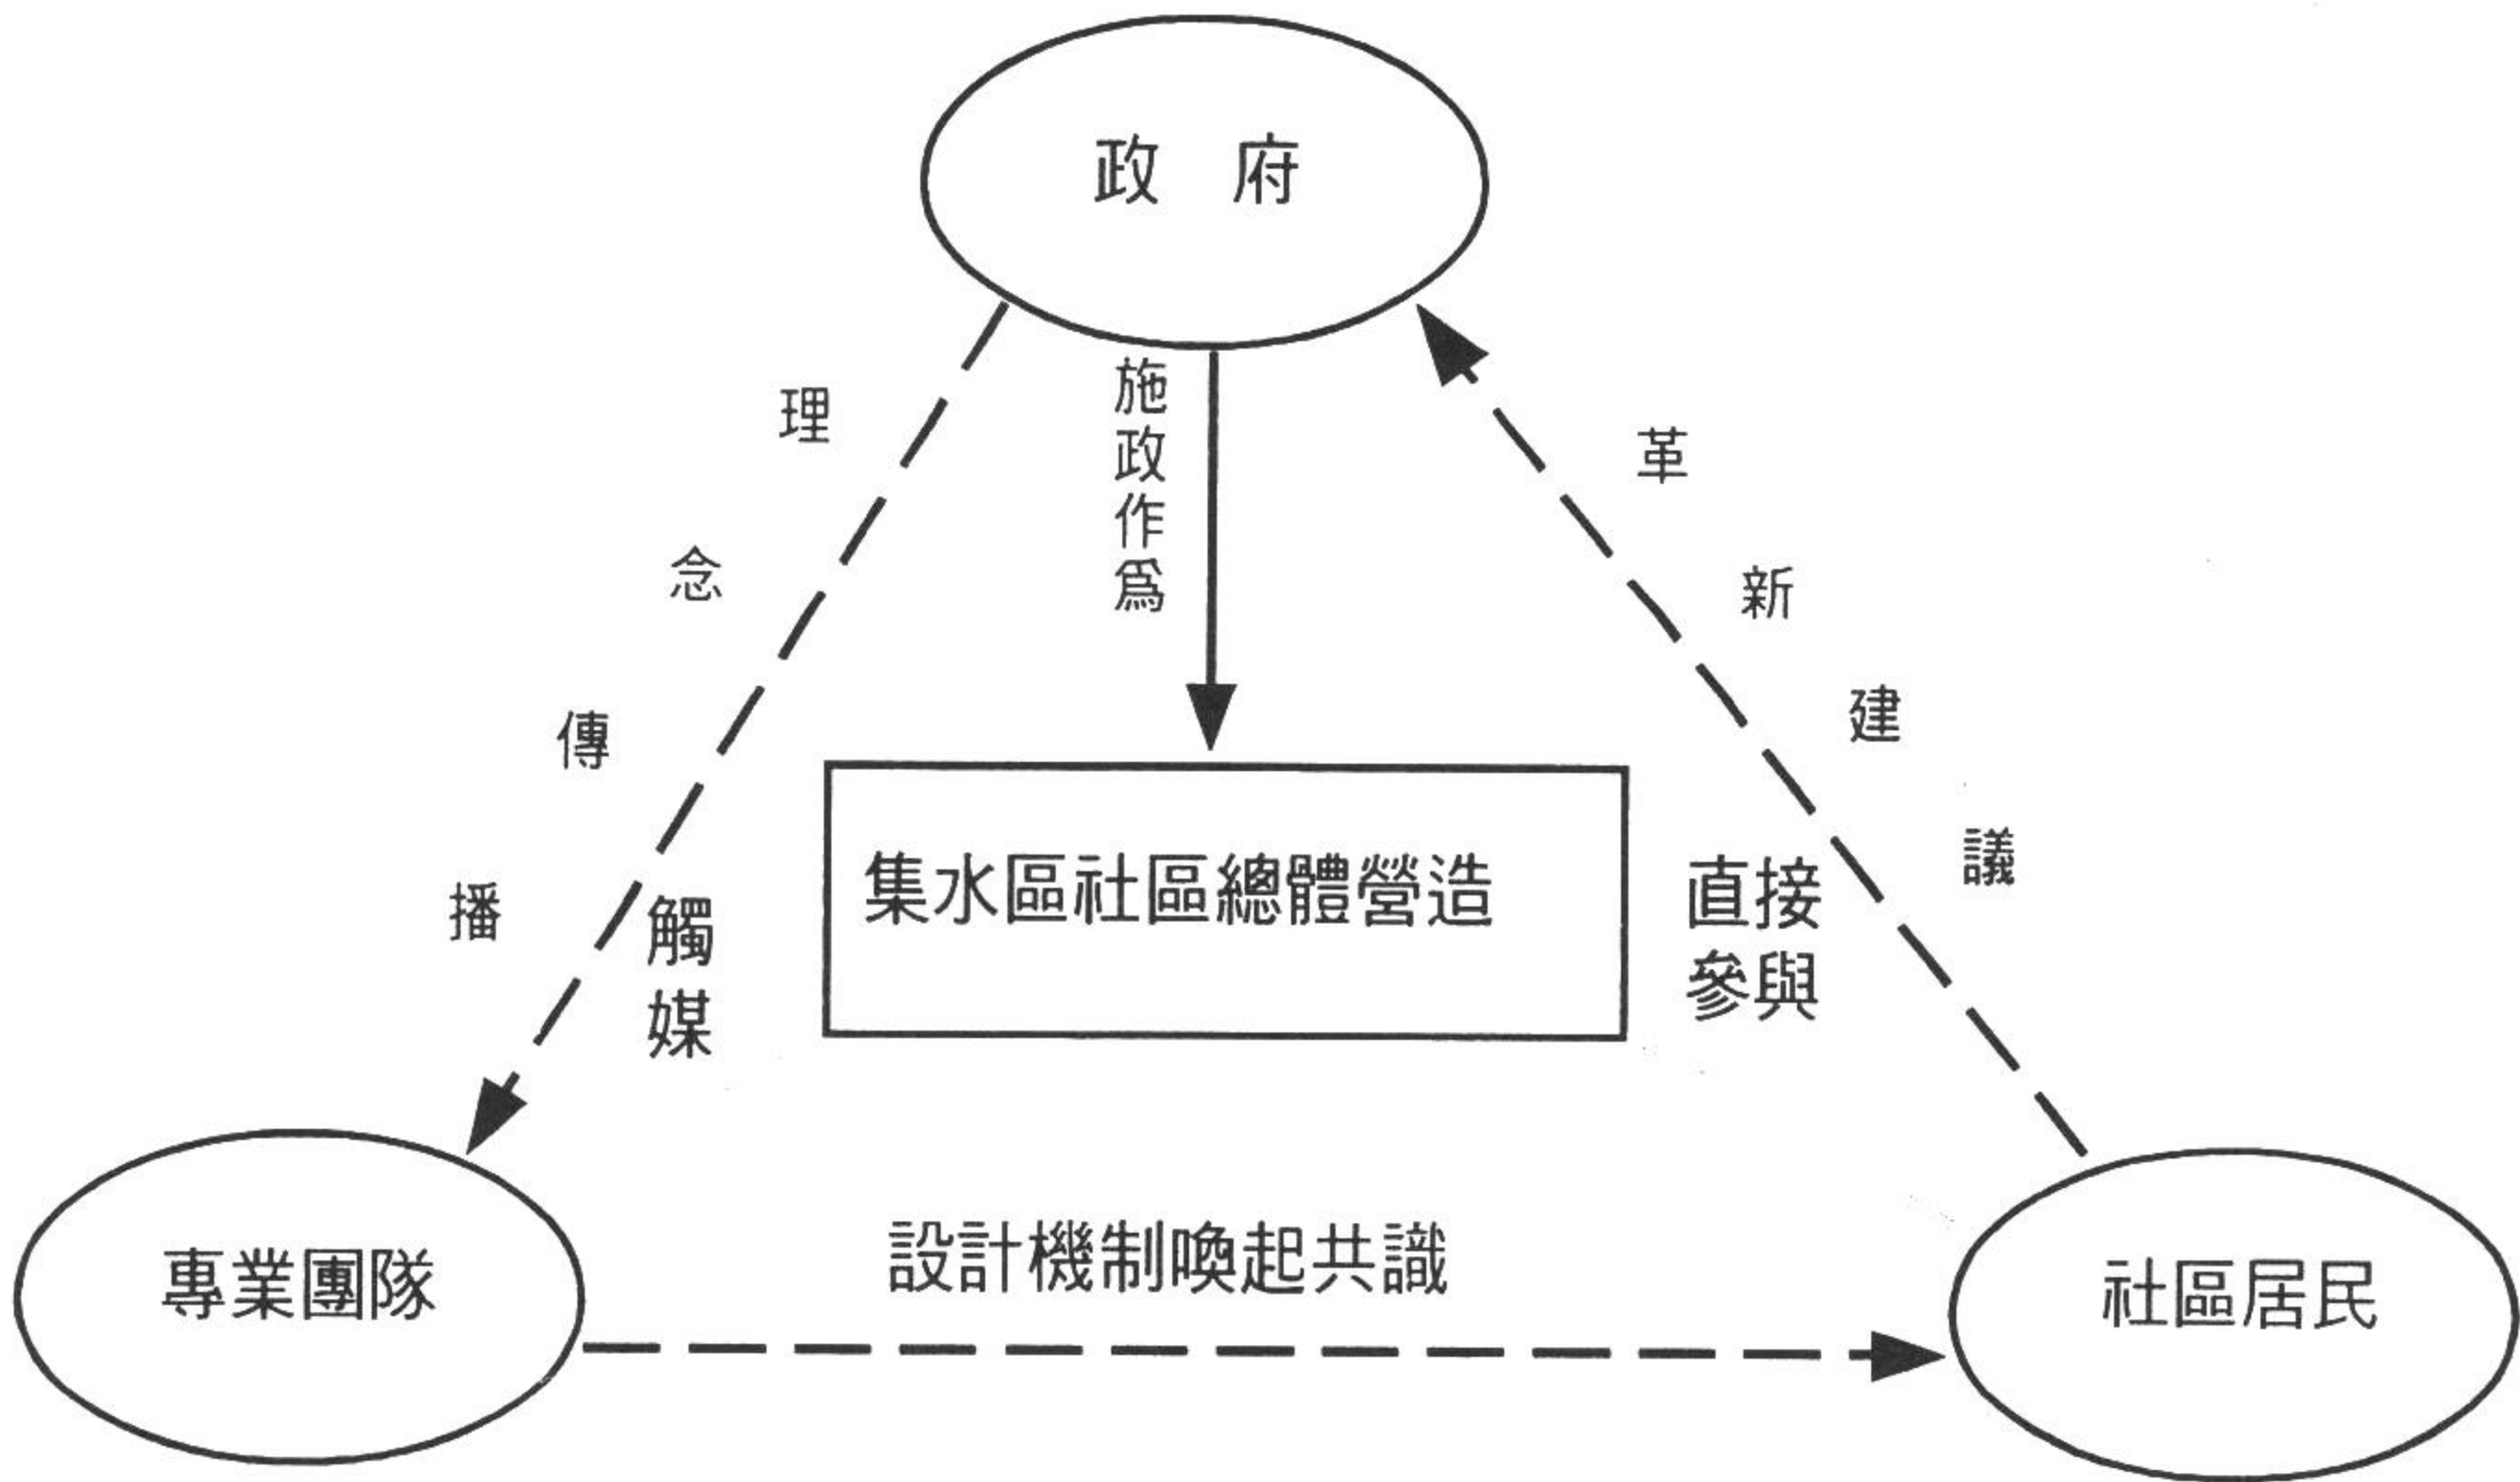 政 府
施政作爲
理念傳播
革新建議
集水區社區總體營造
觸媒
直接
參與
設計機制喚起共識
專業團隊
社區居民